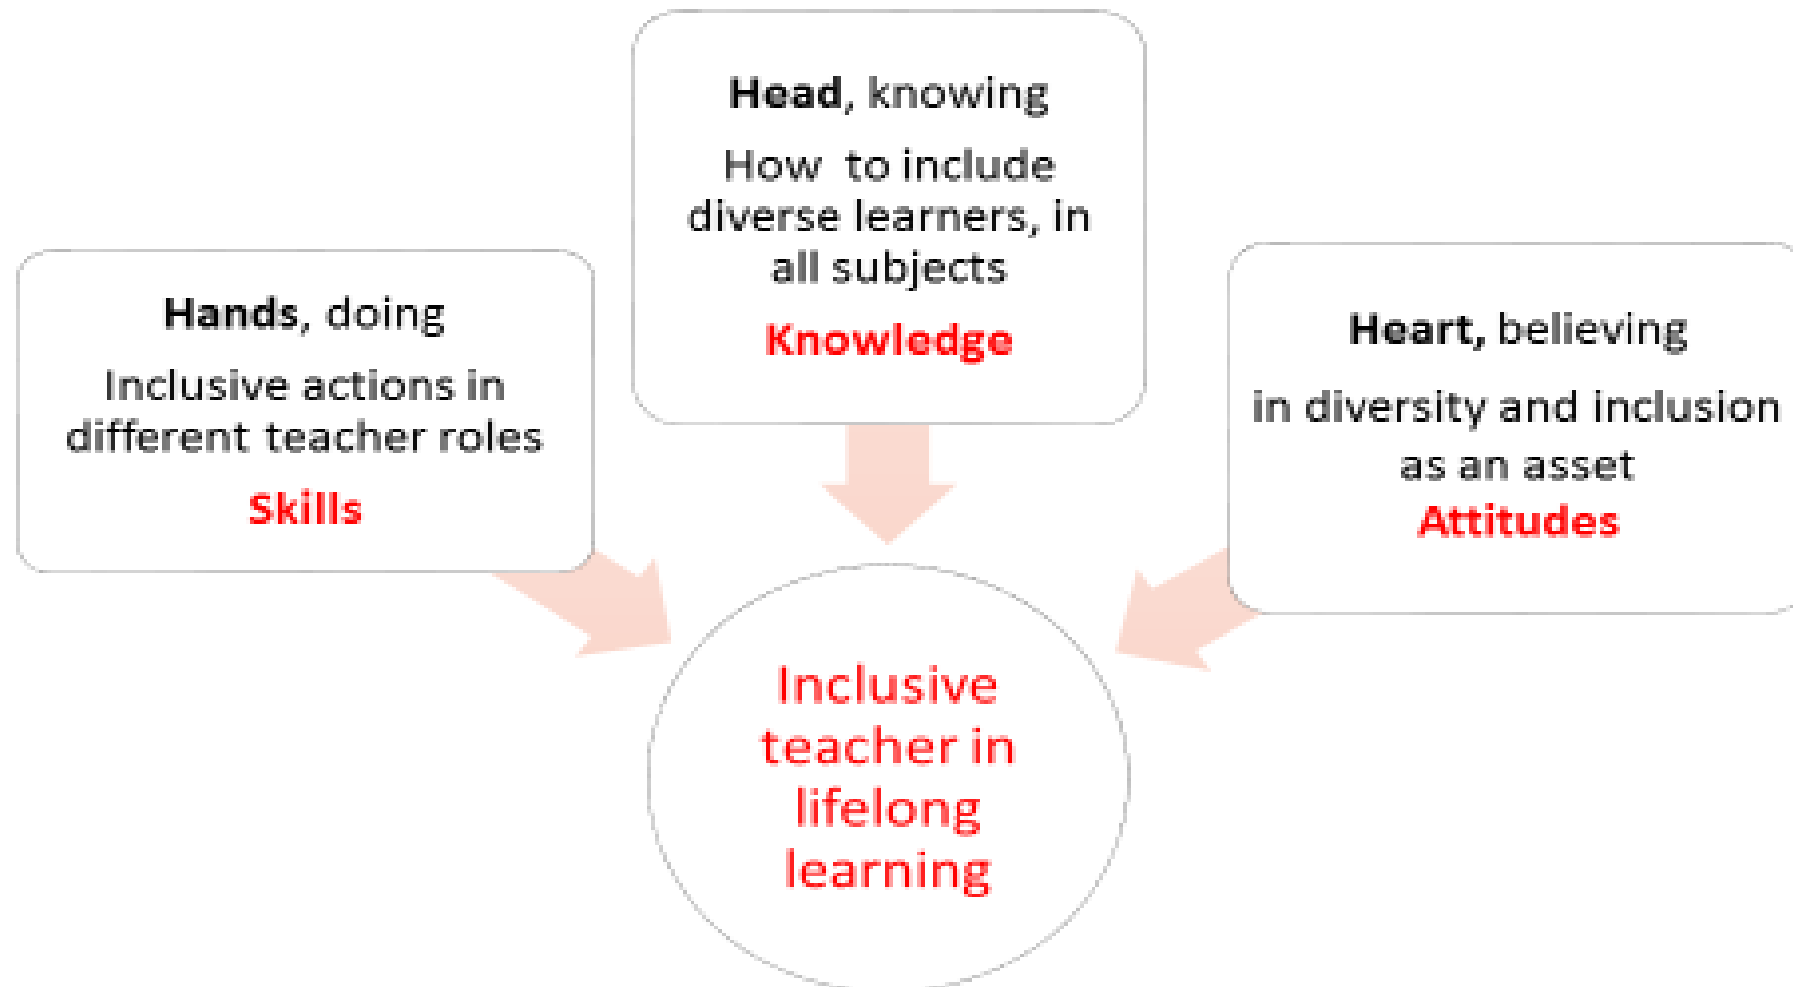 Hands, doing
Inclusive actions in
different teacher roles
Skills
Head, knowing
How  to include
diverse learners, in
all subjects
Knowledge
Heart, believing
in diversity and inclusion
as an asset
Attitudes
Inclusive
teacher in
lifelong
learning